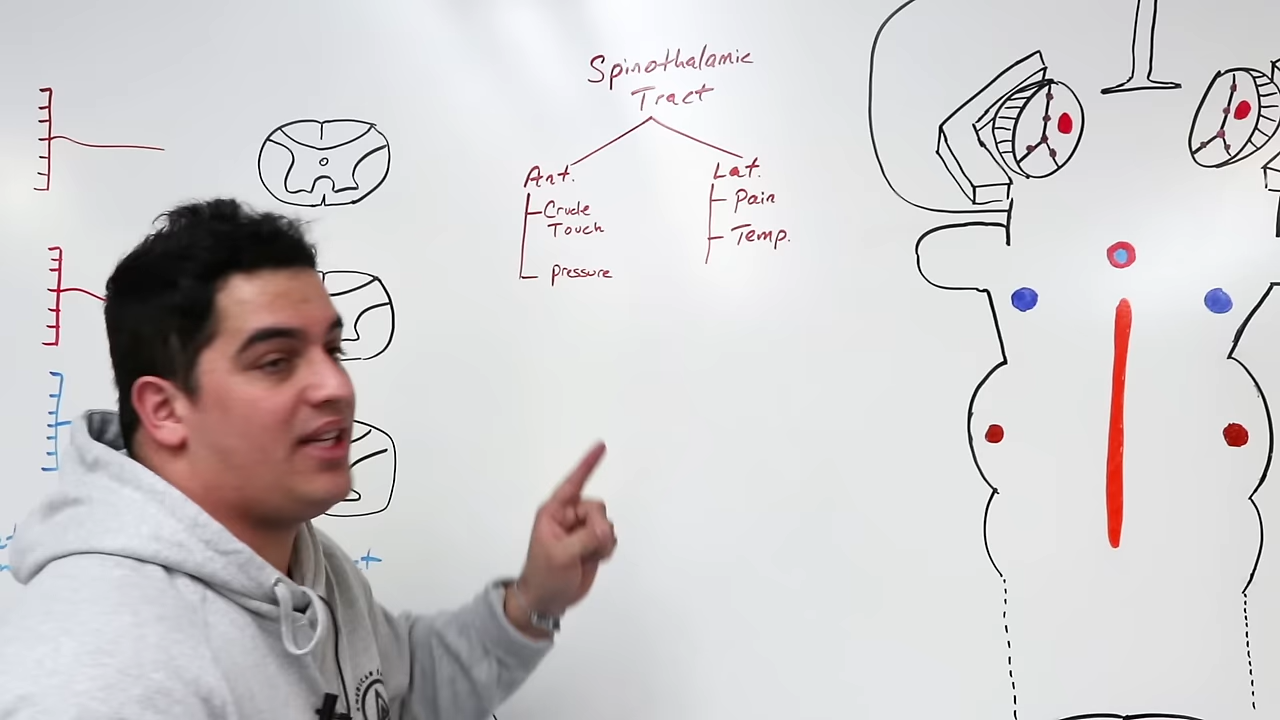 Spinothalamic
Tract
Ant.
Lat.
Crude
Touch
Pressure
Pain
Temp.